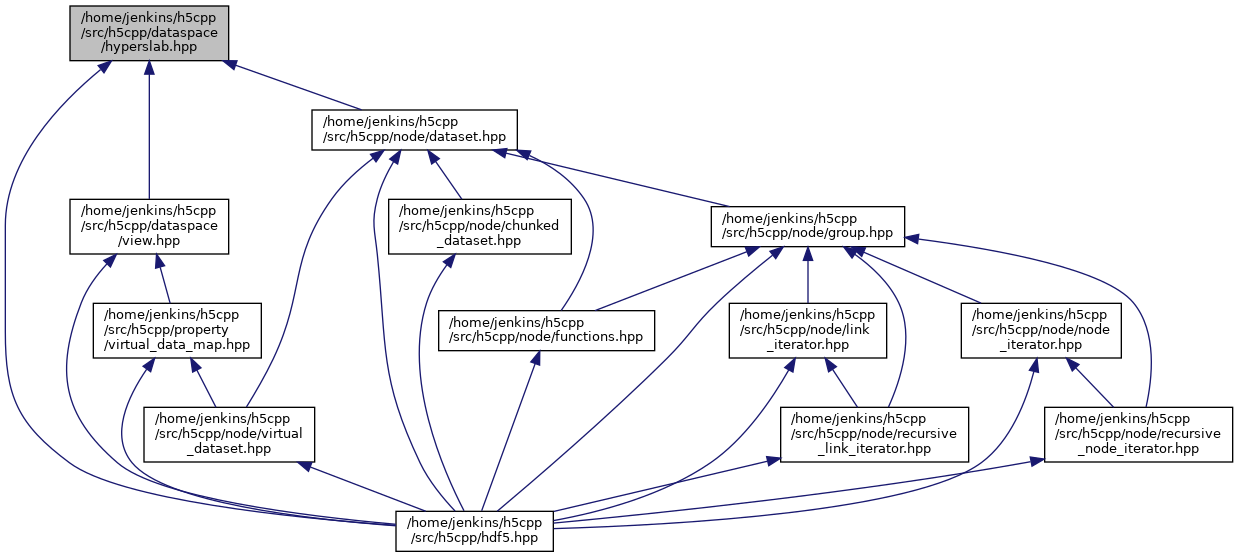 /home/jenkins/h5cpp
/src/h5cpp/dataspace
/hyperslab.hpp
/home/jenkins/h5cpp
/src/h5cpp/node/dataset.hpp
/home/jenkins/h5cpp
/src/h5cpp/dataspace
/view.hpp
/home/jenkins/h5cpp
/src/h5cpp/node/chunked
_dataset.hpp
/home/jenkins/h5cpp
/src/h5cpp/node/group.hpp
/home/jenkins/h5cpp
/src/h5cpp/property
/virtual_data_map.hpp
/home/jenkins/h5cpp
/src/h5cpp/node/functions.hpp
/home/jenkins/h5cpp
/src/h5cpp/node/link
_iterator.hpp
/home/jenkins/h5cpp
/src/h5cpp/node/node
_iterator.hpp
/home/jenkins/h5cpp
/src/h5cpp/node/virtual
_dataset.hpp
/home/jenkins/h5cpp
/src/h5cpp/node/recursive
_link_iterator.hpp
/home/jenkins/h5cpp
/src/h5cpp/node/recursive
_node_iterator.hpp
/home/jenkins/h5cpp
/src/h5cpp/hdf5.hpp